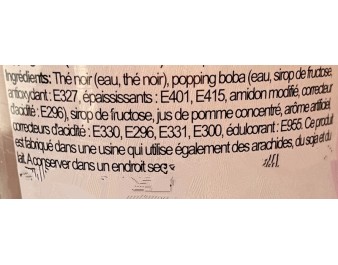 Ingrédients: Thé noir (eau, thé noir), popping boba (eau, sirop de fructose,
antioxydant : E327, épaississants : E401, E415, amidon modifié, correcteur
d'acidité : E296), sirop de fructose, jus de pomme concentré, arôme artificiel,
correcteurs d'acidité : E330, E296, E331, E300, édulcorant : E955. Ce produit
est fabriqué dans une usine qui utilise également des arachides, du soja et du
lait. A conserver dans un endroit sec